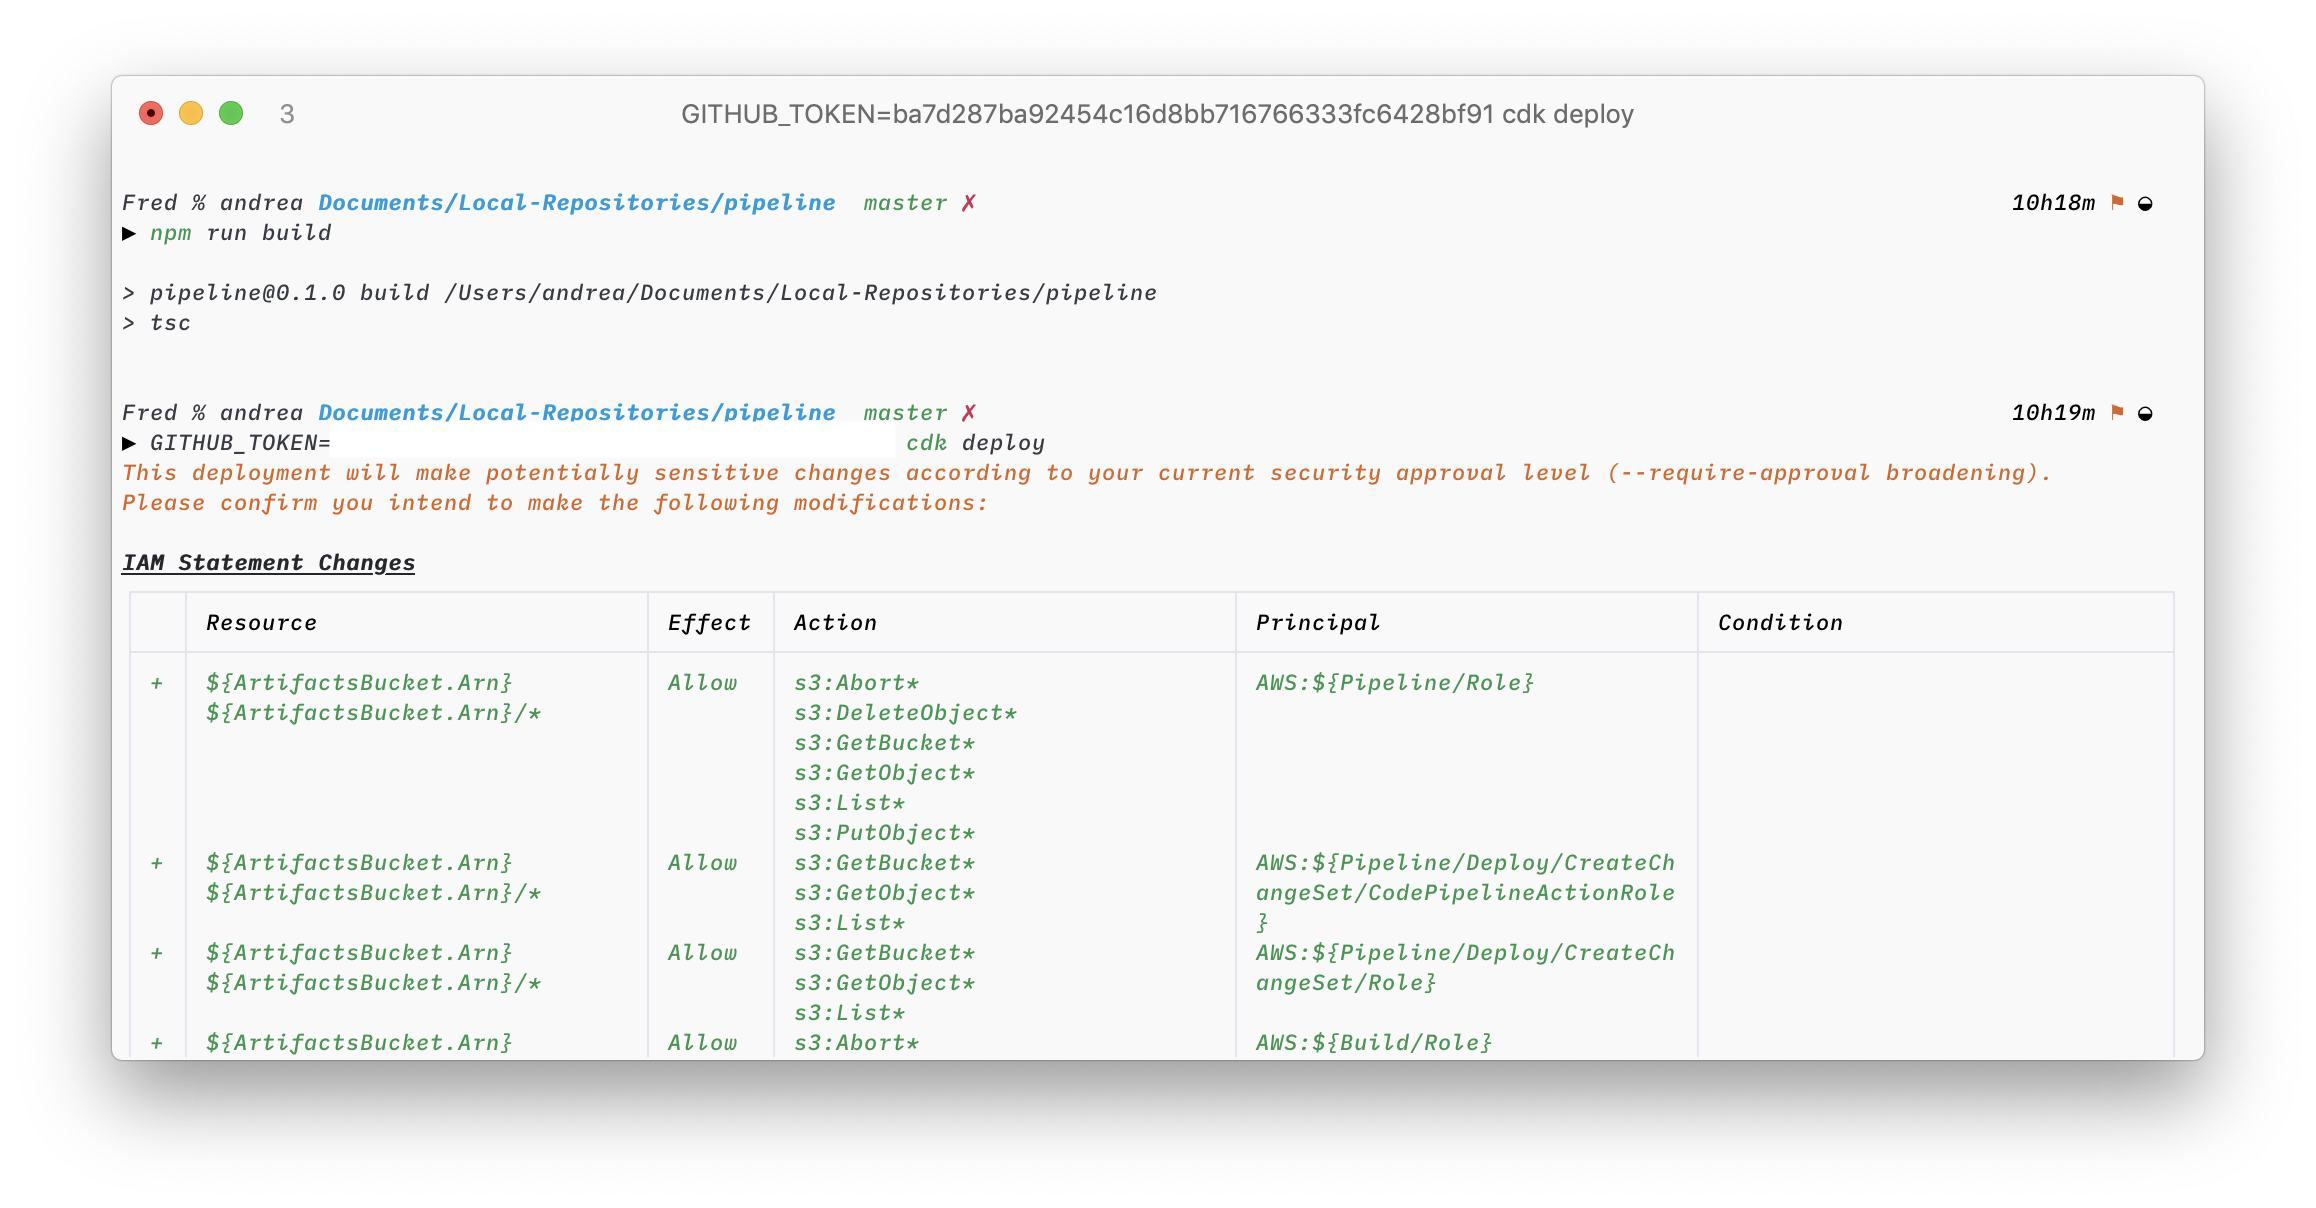 3
GITHUB_TOKEN=ba7d287ba92454c16d8bb716766333fc6428bf91 cdk deploy
Fred % andrea Documents/Local-Repositories/pipeline master ✗ 10h18m ⚑ ◒
▶ npm run build
> pipeline@0.1.0 build /Users/andrea/Documents/Local-Repositories/pipeline
> tsc
Fred % andrea Documents/Local-Repositories/pipeline master ✗ 10h19m ⚑ ◒
▶ GITHUB_TOKEN= cdk deploy
This deployment will make potentially sensitive changes according to your current security approval level (--require-approval broadening).
Please confirm you intend to make the following modifications:
IAM Statement Changes
Resource Effect Action Principal Condition
+ ${ArtifactsBucket.Arn} Allow s3:Abort* AWS:${Pipeline/Role}
${ArtifactsBucket.Arn}/* s3:DeleteObject*
s3:GetBucket*
s3:GetObject*
s3:List*
s3:PutObject*
+ ${ArtifactsBucket.Arn} Allow s3:GetBucket* AWS:${Pipeline/Deploy/CreateCh
${ArtifactsBucket.Arn}/* s3:GetObject* angeSet/CodePipelineActionRole
s3:List* }
+ ${ArtifactsBucket.Arn} Allow s3:GetBucket* AWS:${Pipeline/Deploy/CreateCh
${ArtifactsBucket.Arn}/* s3:GetObject* angeSet/Role}
s3:List*
+ ${ArtifactsBucket.Arn} Allow s3:Abort* AWS:${Build/Role}